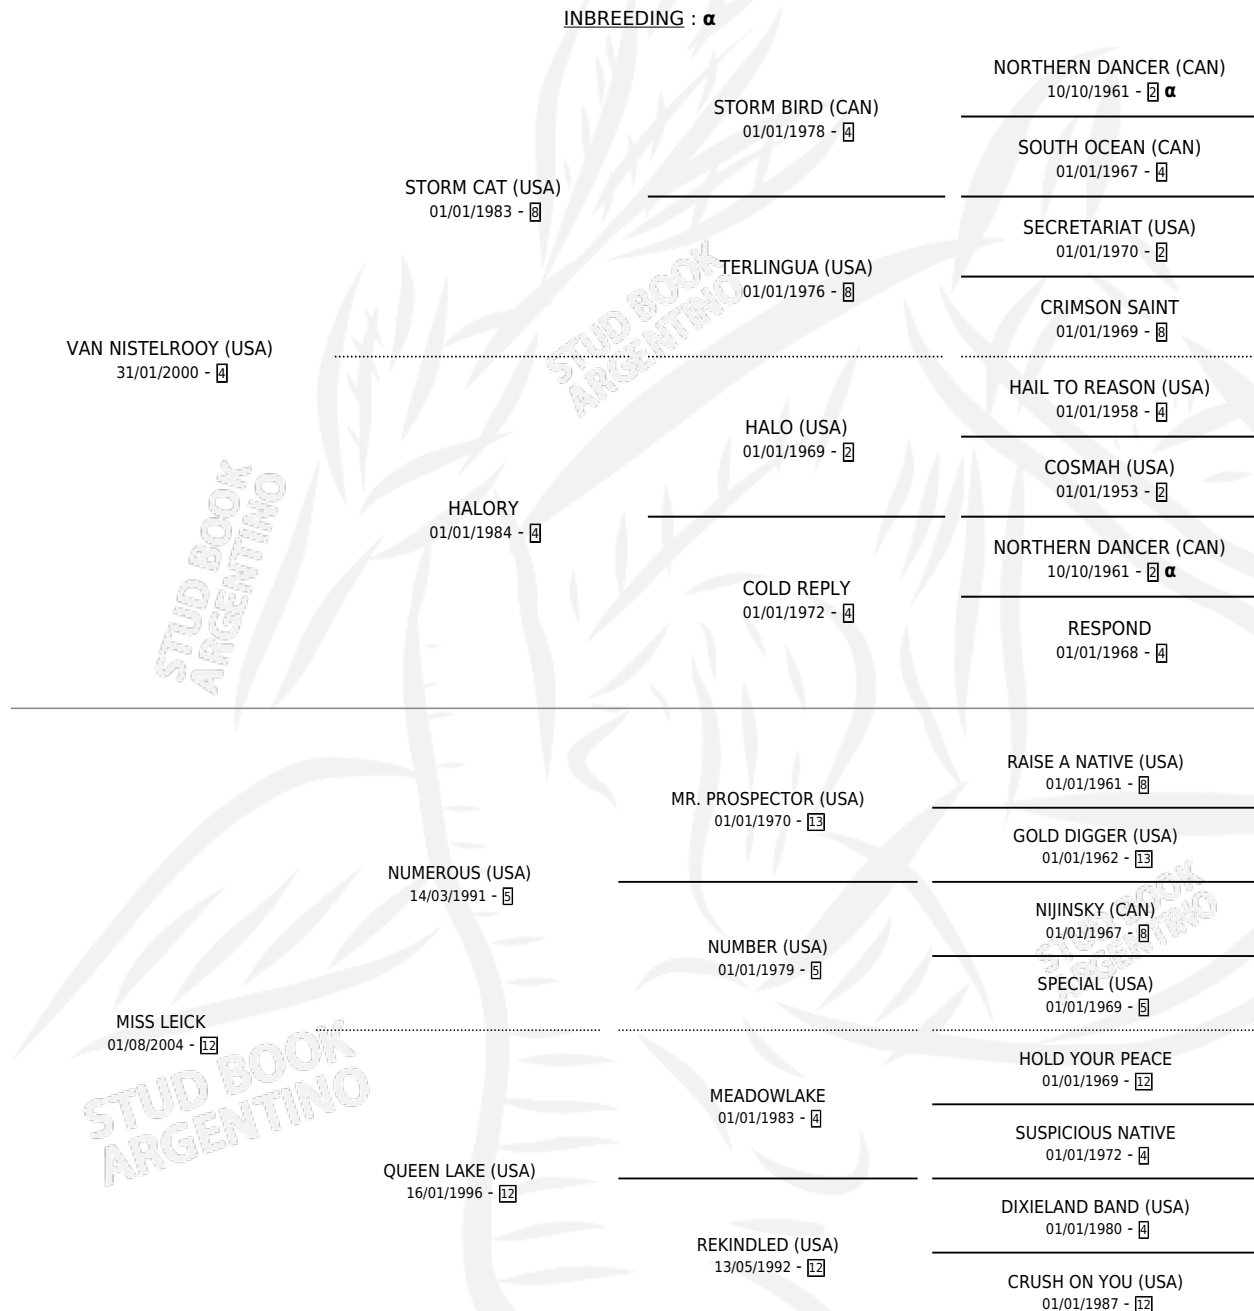 INBREEDING : α
NORTHERN DANCER (CAN)
10/10/1961 - 2 α
STORM BIRD (CAN)
01/01/1978 - 4
SOUTH OCEAN (CAN)
01/01/1967 - 4
STORM CAT (USA)
01/01/1983 - 8
SECRETARIAT (USA)
01/01/1970 - 2
TERLINGUA (USA)
01/01/1976 - 8
CRIMSON SAINT
01/01/1969 - 8
VAN NISTELROOY (USA)
31/01/2000 - 4
HAIL TO REASON (USA)
01/01/1958 - 4
HALO (USA)
01/01/1969 - 2
COSMAH (USA)
01/01/1953 - 2
HALORY
01/01/1984 - 4
NORTHERN DANCER (CAN)
10/10/1961 - 2 α
COLD REPLY
01/01/1972 - 4
RESPOND
01/01/1968 - 4
RAISE A NATIVE (USA)
01/01/1961 - 8
MR. PROSPECTOR (USA)
01/01/1970 - 13
GOLD DIGGER (USA)
01/01/1962 - 13
NUMEROUS (USA)
14/03/1991 - 5
NIJINSKY (CAN)
01/01/1967 - 8
NUMBER (USA)
01/01/1979 - 5
SPECIAL (USA)
01/01/1969 - 5
MISS LEICK
01/08/2004 - 12
HOLD YOUR PEACE
01/01/1969 - 12
MEADOWLAKE
01/01/1983 - 4
SUSPICIOUS NATIVE
01/01/1972 - 4
QUEEN LAKE (USA)
16/01/1996 - 12
DIXIELAND BAND (USA)
01/01/1980 - 4
REKINDLED (USA)
13/05/1992 - 12
CRUSH ON YOU (USA)
01/01/1987 - 12
STUD BOOK
ARGENTINO
STUD BOOK
ARGENTINO
STUD BOOK
ARGENTINO
STUD BOOK
ARGENTINO